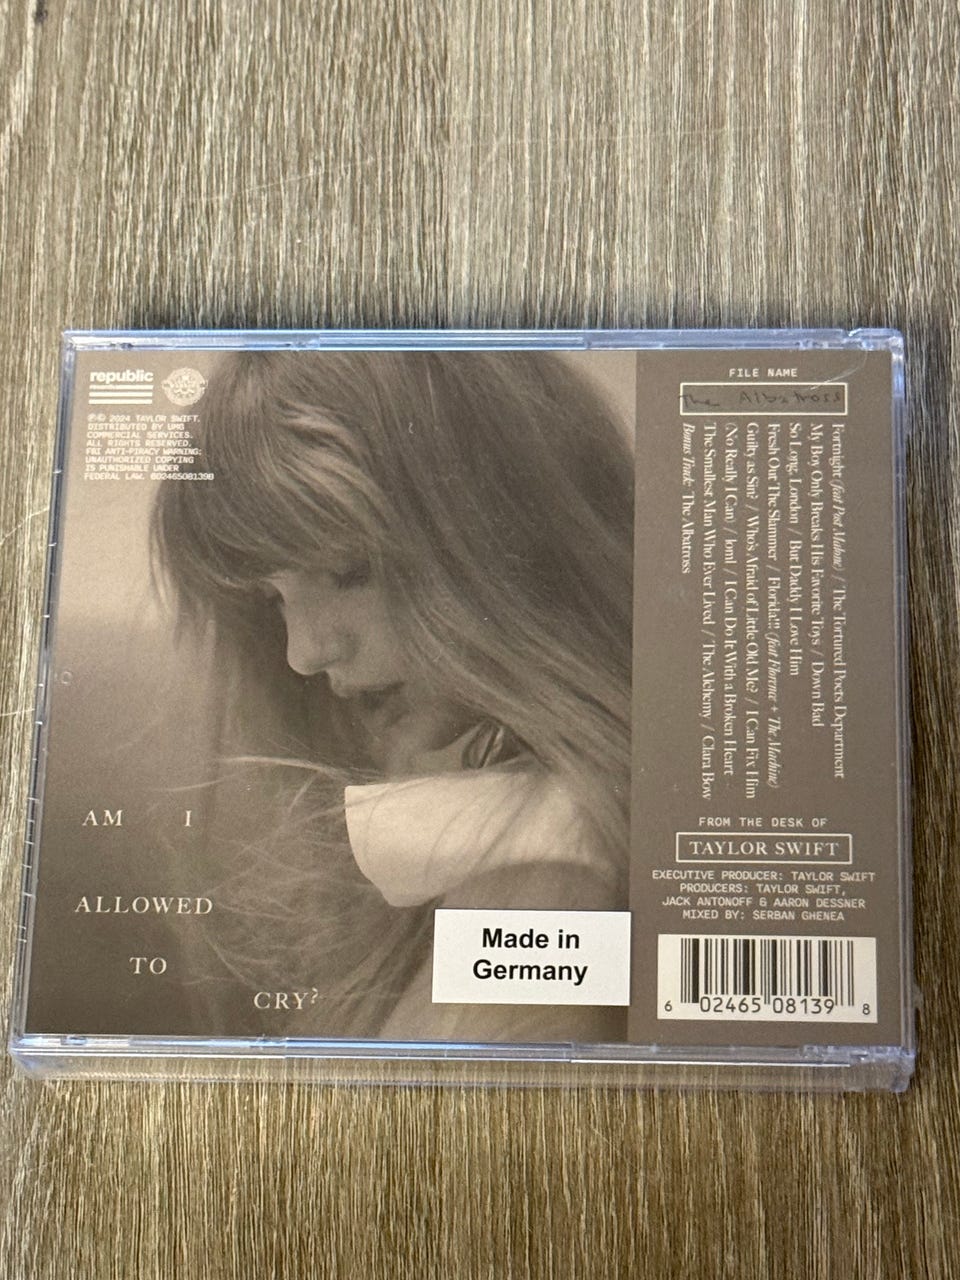 republic
℗© 2024 TAYLOR SWIFT.
DISTRIBUTED BY UMG
COMMERCIAL SERVICES.
ALL RIGHTS RESERVED.
FBI ANTI-PIRACY WARNING:
UNAUTHORIZED COPYING
IS PUNISHABLE UNDER
FEDERAL LAW. 602465081398
AM I
ALLOWED
TO
CRY?
Made in
Germany
FILE NAME
The Albatross
Fortnight (feat Post Malone) / The Tortured Poets Department
My Boy Only Breaks His Favorite Toys / Down Bad
So Long, London / But Daddy I Love Him
Fresh Out The Slammer / Florida!!! (feat Florence + The Machine)
Guilty as Sin? / Who's Afraid of Little Old Me? / I Can Fix Him
(No Really I Can) / loml / I Can Do It With a Broken Heart
The Smallest Man Who Ever Lived / The Alchemy / Clara Bow
Bonus Track: The Albatross
FROM THE DESK OF
TAYLOR SWIFT
EXECUTIVE PRODUCER: TAYLOR SWIFT
PRODUCERS: TAYLOR SWIFT,
JACK ANTONOFF & AARON DESSNER
MIXED BY: SERBAN GHENEA
6 02465 08139 8